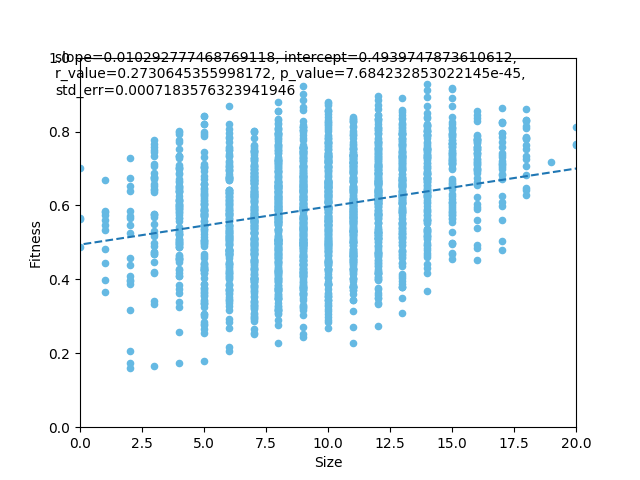 slope=0.010292777468769118, intercept=0.4939747873610612,
r_value=0.2730645355998172, p_value=7.684232853022145e-45,
std_err=0.0007183576323941946
1.0
0.8
0.6
0.4
0.2
0.0
Fitness
0.0 2.5 5.0 7.5 10.0 12.5 15.0 17.5 20.0
Size